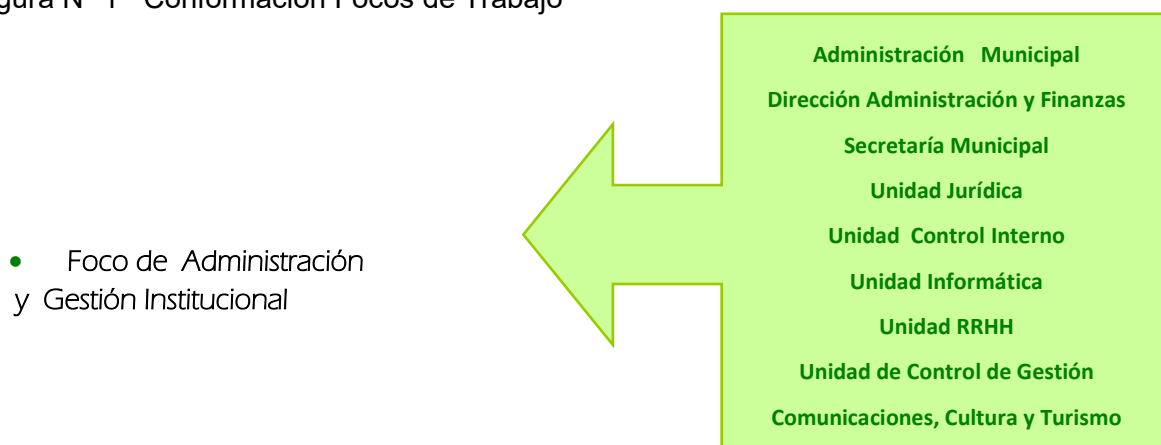 gura N° 1 Conformación Focos de Trabajo
Administración Municipal
Dirección Administración y Finanzas
Secretaría Municipal
Unidad Jurídica
Unidad Control Interno
Unidad Informática
Unidad RRHH
Unidad de Control de Gestión
Comunicaciones, Cultura y Turismo
• Foco de Administración
y Gestión Institucional